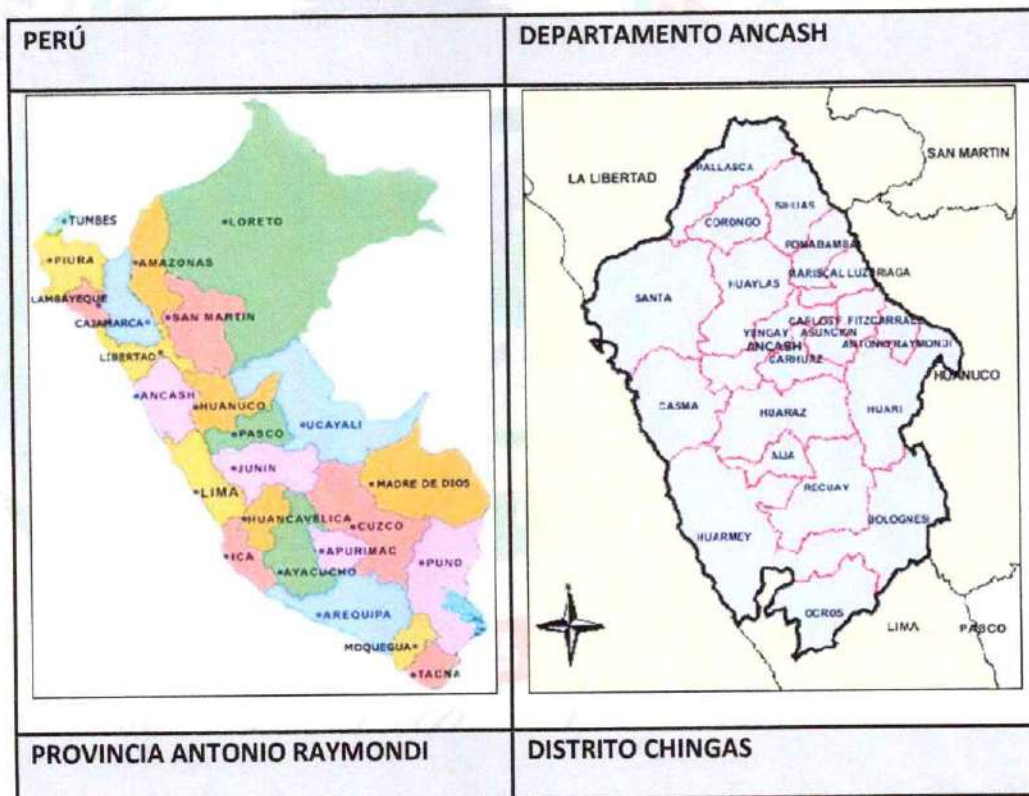 PERÚ
DEPARTAMENTO ANCASH
TUMBES
LORETO
PIURA
AMAZONAS
LAMBAYEQUE
CAJAMARCA
SAN MARTIN
LIBERTAD
ANCASH
HUANUCO
UCAYALI
PASCO
JUNIN
LIMA
MADRE DE DIOS
HUANCAVELICA
CUZCO
ICA
APURIMAC
PUNO
AYACUCHO
AREQUIPA
MOQUEGUA
TACNA
SAN MARTIN
LA LIBERTAD
PALLASCA
SIHUAS
CORONGO
POMABAMBA
MARISCAL LUZURIAGA
HUAYLAS
SANTA
CARLOS F. FITZCARRALD
YUNGAY
ASUNCION
ANCASH
ANTONIO RAYMONDI
CARHUAZ
HUANUCO
CASMA
HUARAZ
HUARI
AIJA
RECUAY
BOLOGNESI
HUARMEY
OCROS
LIMA
PASCO
PROVINCIA ANTONIO RAYMONDI
DISTRITO CHINGAS